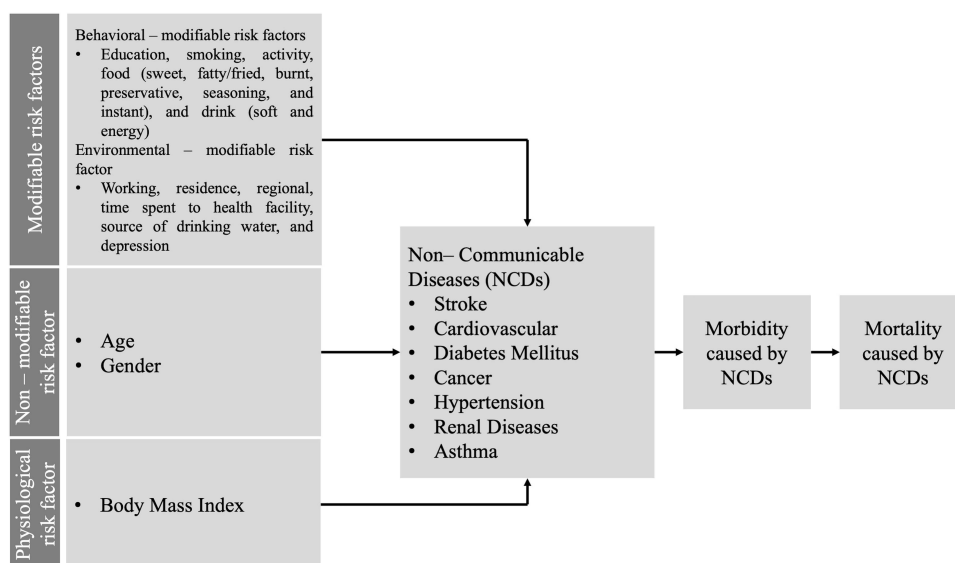 Modifiable risk factors
Behavioral – modifiable risk factors
• Education, smoking, activity,
food (sweet, fatty/fried, burnt,
preservative, seasoning, and
instant), and drink (soft and
energy)
Environmental – modifiable risk
factor
• Working, residence, regional,
time spent to health facility,
source of drinking water, and
depression
Non – modifiable
risk factor
• Age
• Gender
Physiological
risk factor
• Body Mass Index
Non– Communicable
Diseases (NCDs)
• Stroke
• Cardiovascular
• Diabetes Mellitus
• Cancer
• Hypertension
• Renal Diseases
• Asthma
Morbidity
caused by
NCDs
Mortality
caused by
NCDs